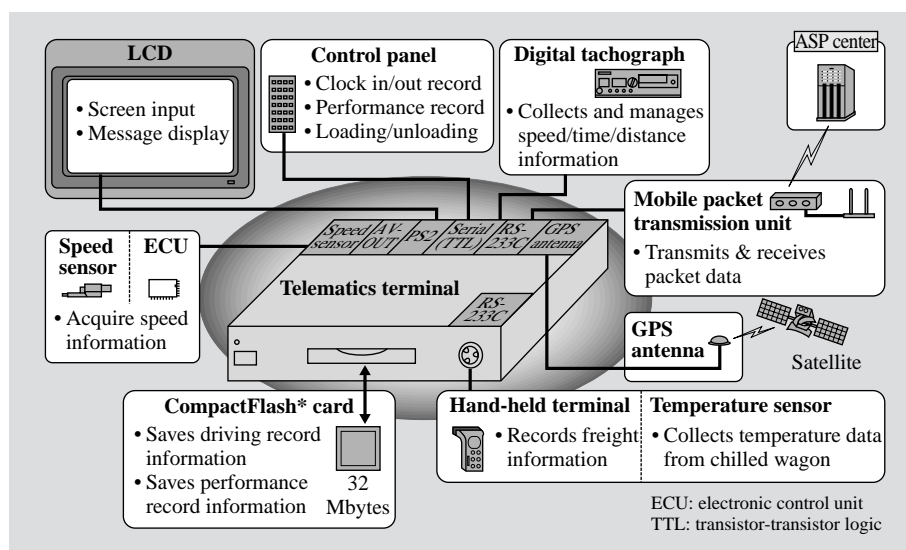 LCD
• Screen input
• Message display
Control panel
• Clock in/out record
• Performance record
• Loading/unloading
Digital tachograph
• Collects and manages
speed/time/distance
information
ASP center
Mobile packet
transmission unit
• Transmits & receives
packet data
Speed
sensor
ECU
• Acquire speed
information
Speed
sensor
AV-
OUT
PS2
Serial
(TTL)
RS-
233C
GPS
antenna
Telematics terminal
RS-
233C
GPS
antenna
Satellite
CompactFlash* card
• Saves driving record
information
• Saves performance
record information
32
Mbytes
Hand-held terminal
• Records freight
information
Temperature sensor
• Collects temperature data
from chilled wagon
ECU: electronic control unit
TTL: transistor-transistor logic